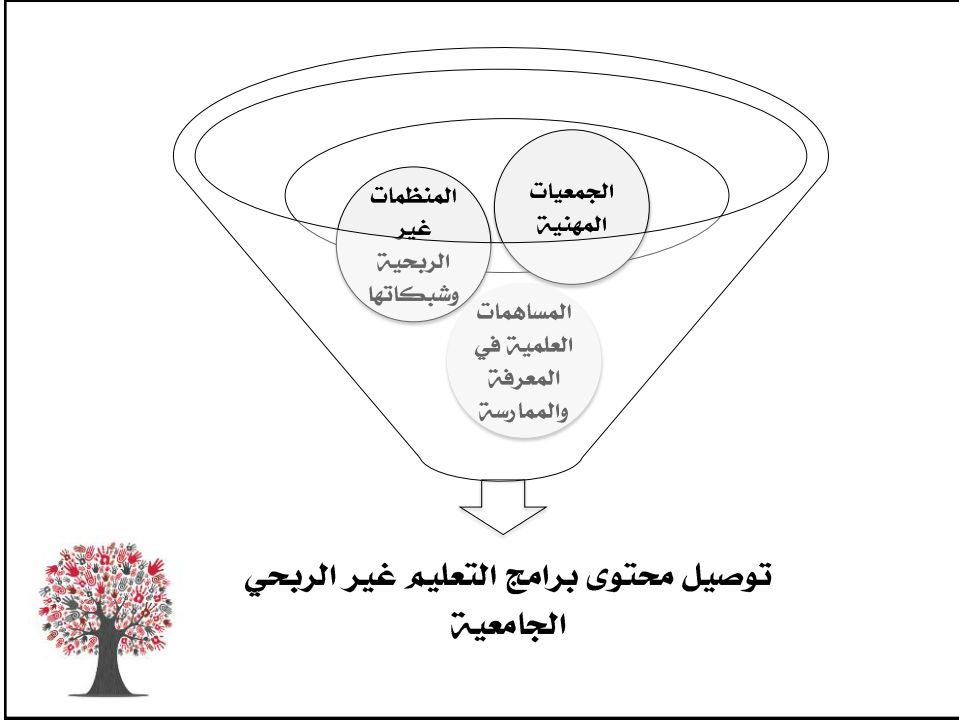 الجمعيات
المهنية
المنظمات
غير
الربحية
وشبكاتها
المساهمات
العلمية في
المعرفة
والممارسة
توصيل محتوى برامج التعليم غير الربحي
الجامعية